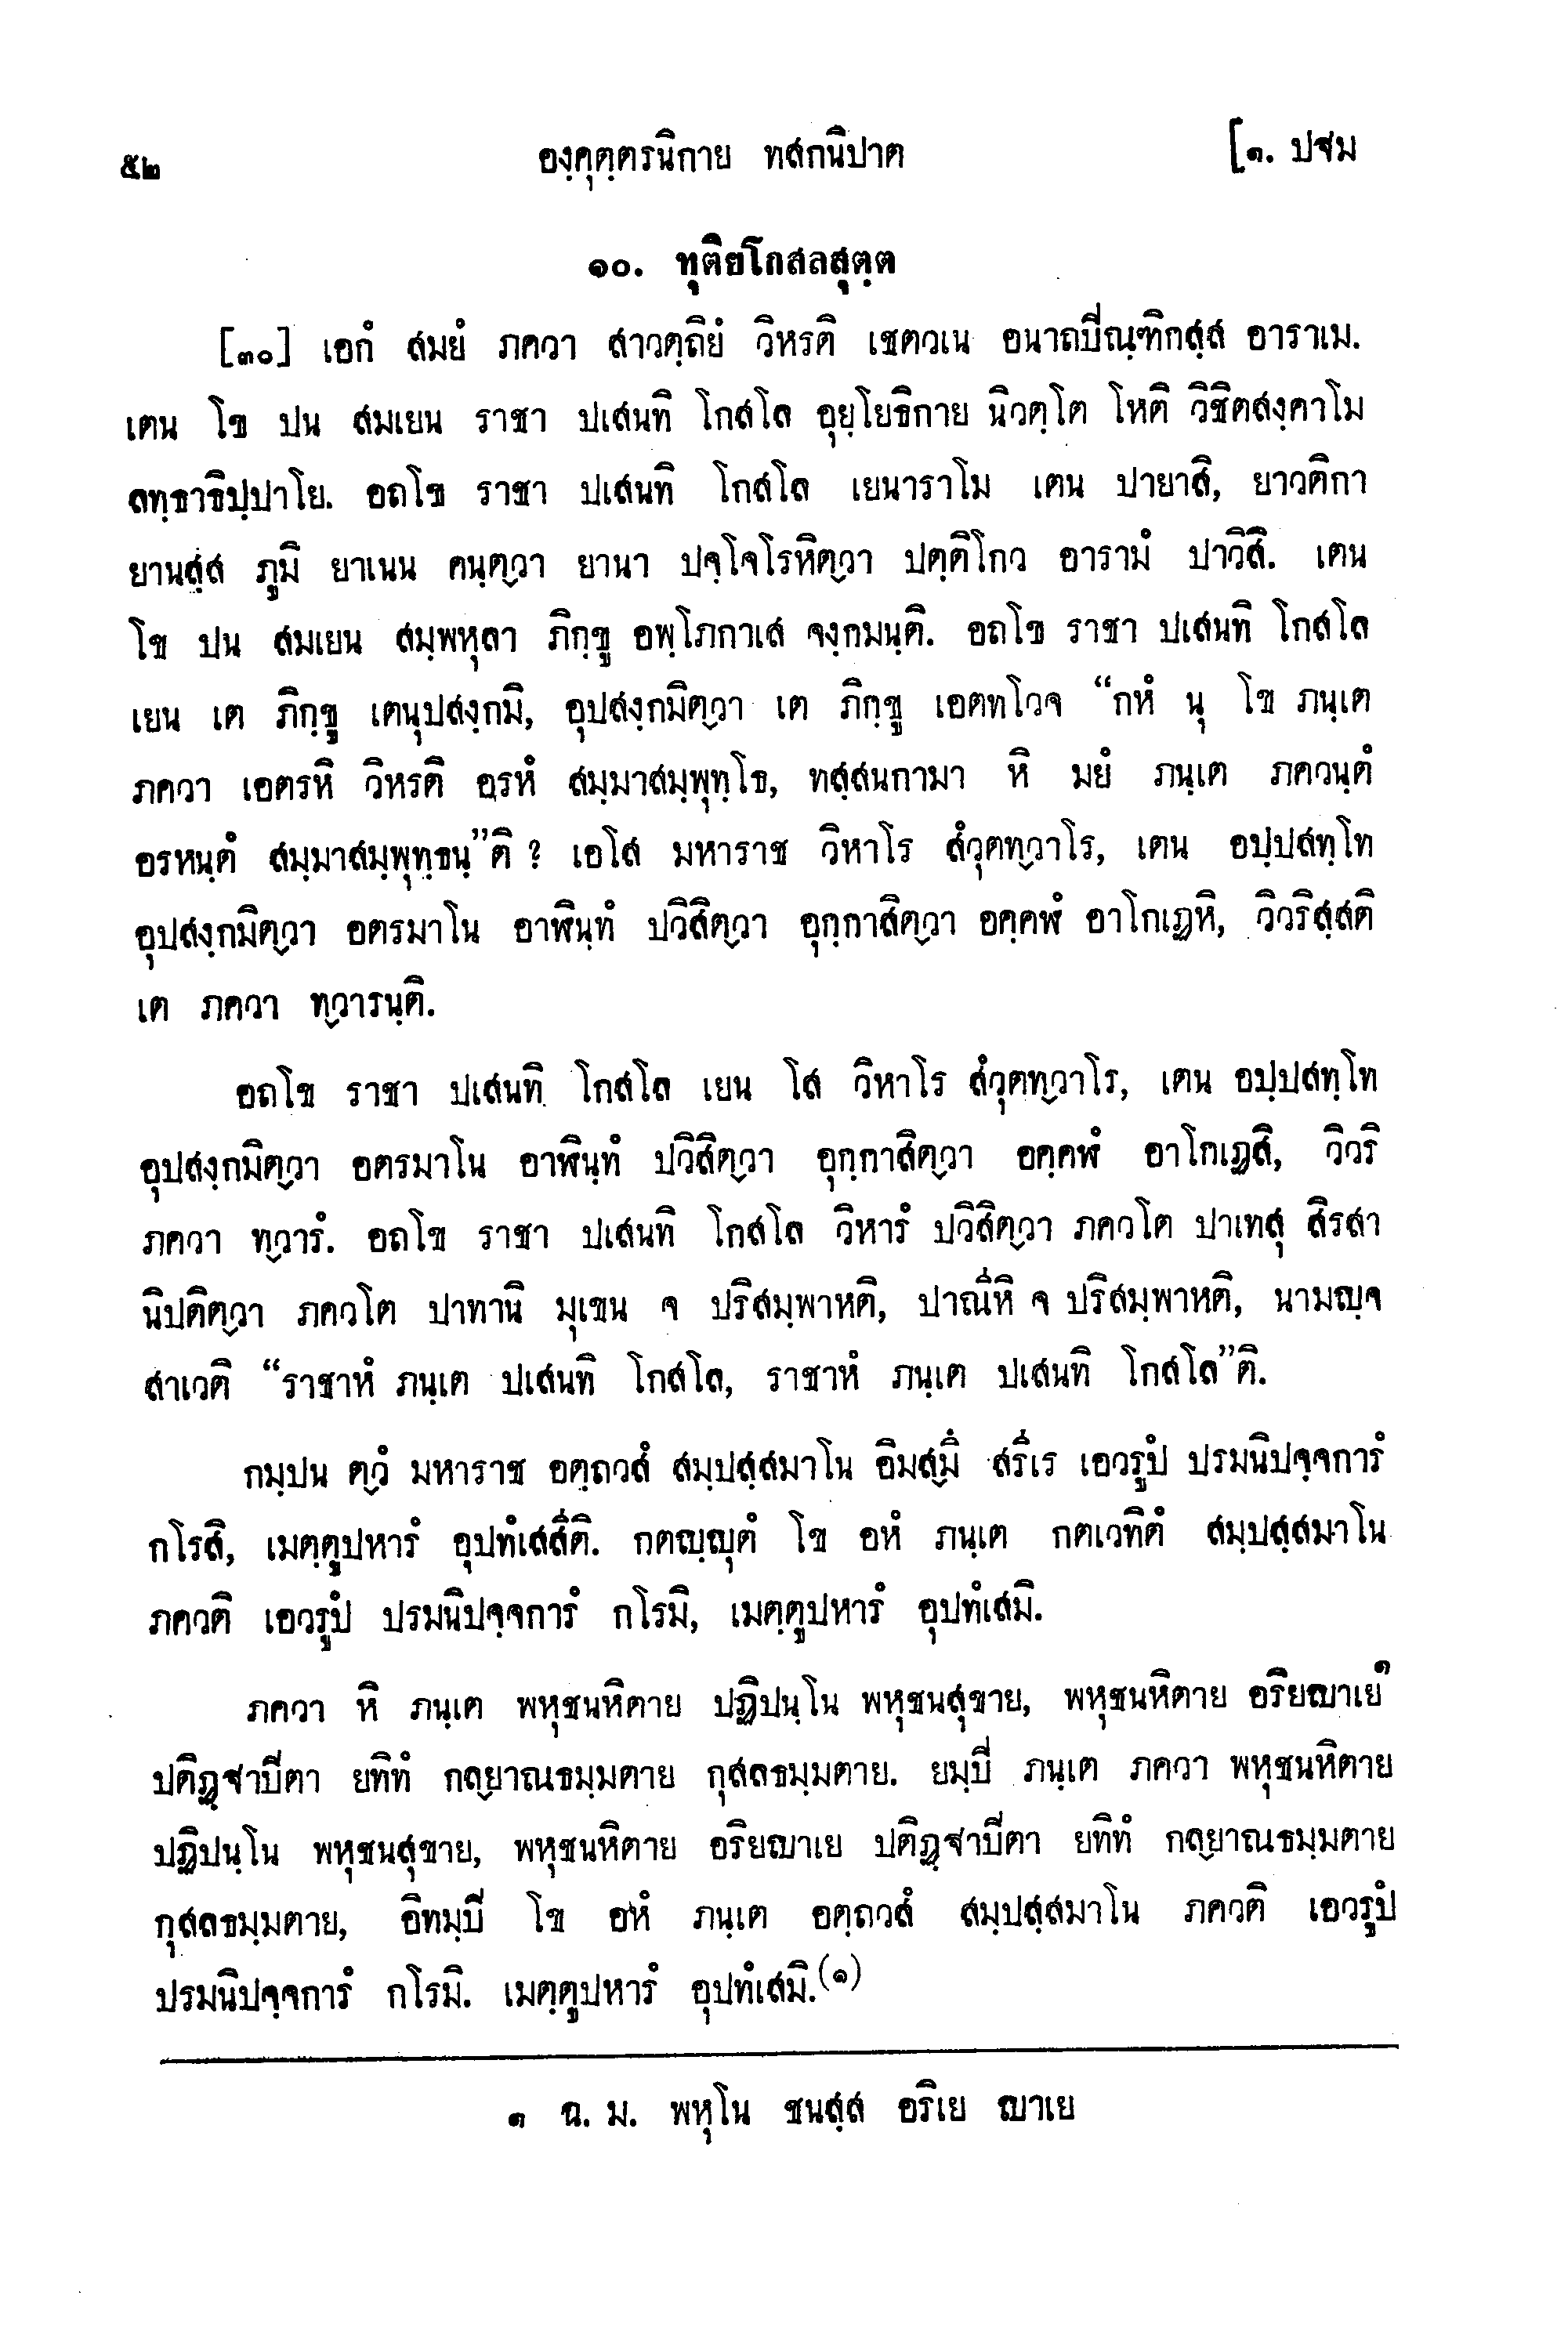 ๕๒ องฺคุตฺตรนิกาย ทสกนิปาต [๑. ปฐม
๑๐. ทุติยโกสลสุตฺต
[๓๐] เอกํ สมยํ ภควา สาวตฺถิยํ วิหรติ เชตวเน อนาถปิณฺฑิกสฺส อาราเม.
เตน โข ปน สมเยน ราชา ปเสนทิ โกสโล อุยฺโยธิกาย นิวตฺโต โหติ วิชิตสงฺคาโม
ลทฺธาธิปฺปาโย. อถโข ราชา ปเสนทิ โกสโล เยนาราโม เตน ปายาสิ, ยาวติกา
ยานสฺส ภูมิ ยาเนน คนฺตฺวา ยานา ปจฺโจโรหิตฺวา ปตฺติโกว อารามํ ปาวิสิ. เตน
โข ปน สมเยน สมฺพหุลา ภิกฺขู อพฺโภกาเส จงฺกมนฺติ. อถโข ราชา ปเสนทิ โกสโล
เยน เต ภิกฺขู เตนุปสงฺกมิ, อุปสงฺกมิตฺวา เต ภิกฺขู เอตทโวจ “กหํ นุ โข ภนฺเต
ภควา เอตรหิ วิหรติ อรหํ สมฺมาสมฺพุทฺโธ, ทสฺสนกามา หิ มยํ ภนฺเต ภควนฺตํ
อรหนฺตํ สมฺมาสมฺพุทฺธนฺ”ติ ? เอโส มหาราช วิหาโร สํวุตทฺวาโร, เตน อปฺปสทฺโท
อุปสงฺกมิตฺวา อตรมาโน อาฬินฺทํ ปวิสิตฺวา อุกฺกาสิตฺวา อคฺคฬํ อาโกเฏหิ, วิวริสฺสติ
เต ภควา ทฺวารนฺติ.
อถโข ราชา ปเสนทิ โกสโล เยน โส วิหาโร สํวุตทฺวาโร, เตน อปฺปสทฺโท
อุปสงฺกมิตฺวา อตรมาโน อาฬินฺทํ ปวิสิตฺวา อุกฺกาสิตฺวา อคฺคฬํ อาโกเฏสิ, วิวริ
ภควา ทฺวารํ. อถโข ราชา ปเสนทิ โกสโล วิหารํ ปวิสิตฺวา ภควโต ปาเทสุ สิรสา
นิปติตฺวา ภควโต ปาทานิ มุเขน จ ปริสมฺพาหติ, ปาณีหิ จ ปริสมฺพาหติ, นามญฺจ
สาเวติ “ราชาหํ ภนฺเต ปเสนทิ โกสโล, ราชาหํ ภนฺเต ปเสนทิ โกสโล”ติ.
กมฺปน ตฺวํ มหาราช อตฺถวสํ สมฺปสฺสมาโน อิมสฺมึ สรีเร เอวรูปํ ปรมนิปจฺจการํ
กโรสิ, เมตฺตูปหารํ อุปทํเสสีติ. กตญฺญุตํ โข อหํ ภนฺเต กตเวทิตํ สมฺปสฺสมาโน
ภควติ เอวรูปํ ปรมนิปจฺจการํ กโรมิ, เมตฺตูปหารํ อุปทํเสมิ.
ภควา หิ ภนฺเต พหุชนหิตาย ปฏิปนฺโน พหุชนสุขาย, พหุชนหิตาย อริยญาเย๑
ปติฏฺฐาปิตา ยทิทํ กลฺยาณธมฺมตาย กุสลธมฺมตาย. ยมฺปิ ภนฺเต ภควา พหุชนหิตาย
ปฏิปนฺโน พหุชนสุขาย, พหุชนหิตาย อริยญาเย ปติฏฺฐาปิตา ยทิทํ กลฺยาณธมฺมตาย
กุสลธมฺมตาย, อิทมฺปิ โข อหํ ภนฺเต อตฺถวสํ สมฺปสฺสมาโน ภควติ เอวรูปํ
ปรมนิปจฺจการํ กโรมิ. เมตฺตูปหารํ อุปทํเสมิ.(๑)
๑ ฉ. ม. พหุโน ชนสฺส อริเย ญาเย